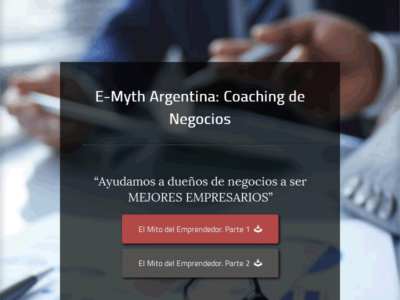 E-Myth Argentina: Coaching de
Negocios
“Ayudamos a dueños de negocios a ser
MEJORES EMPRESARIOS”
El Mito del Emprendedor. Parte 1
El Mito del Emprendedor. Parte 2